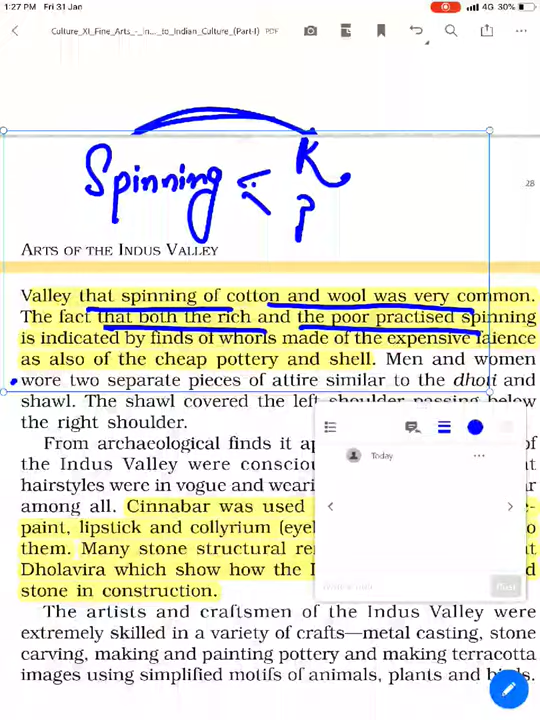 1:27 PM Fri 31 Jan 4G 30%
Culture_XI_Fine_Arts_-_In..._to_Indian_Culture_(Part-I) PDF
Spinning < R
P
28
ARTS OF THE INDUS VALLEY
Valley that spinning of cotton and wool was very common.
The fact that both the rich and the poor practised spinning
is indicated by finds of whorls made of the expensive faience
as also of the cheap pottery and shell. Men and women
wore two separate pieces of attire similar to the dhoti and
shawl. The shawl covered the left shoulder passing below
the right shoulder.
From archaeological finds it ap of
the Indus Valley were consciou t
hairstyles were in vogue and weari r
among all. Cinnabar was used e-
paint, lipstick and collyrium (eye o
them. Many stone structural re t
Dholavira which show how the I d
stone in construction.
Today
Post
The artists and craftsmen of the Indus Valley were
extremely skilled in a variety of crafts—metal casting, stone
carving, making and painting pottery and making terracotta
images using simplified motifs of animals, plants and birds.